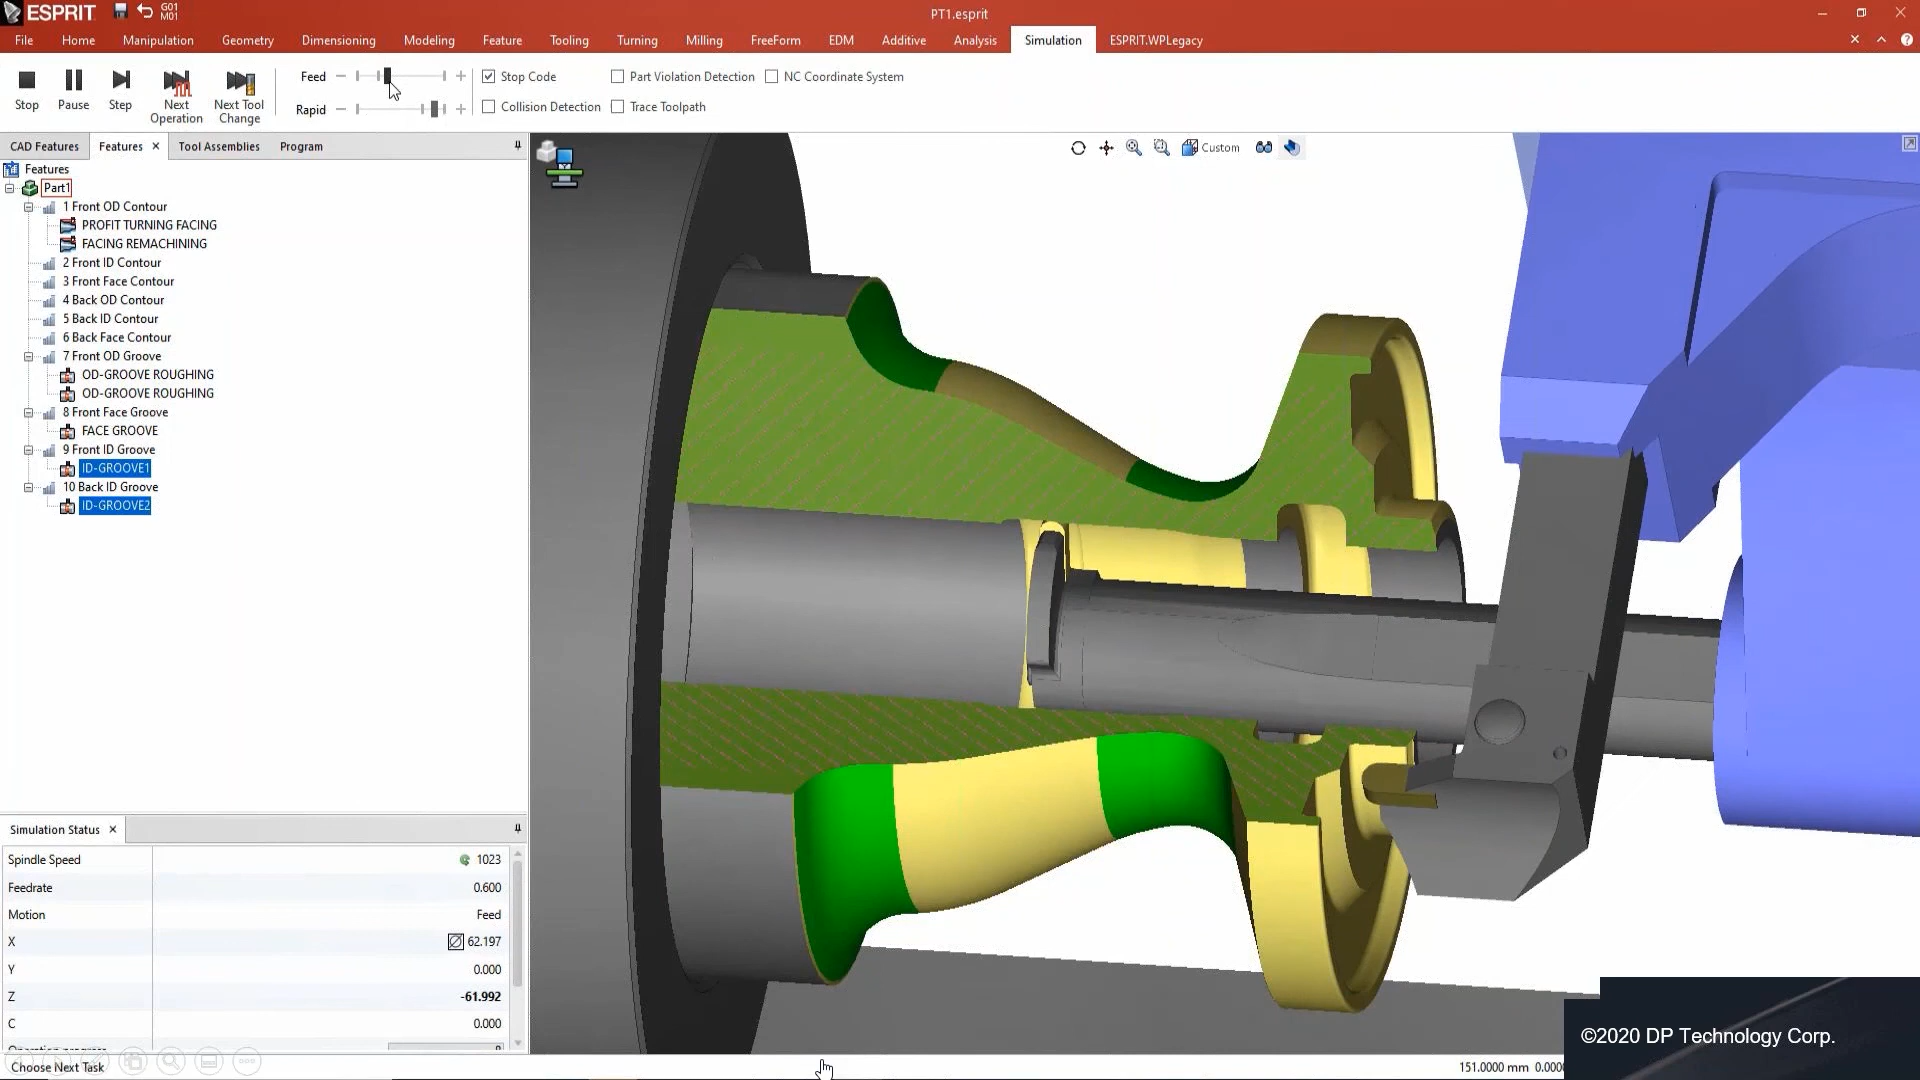 ESPRIT
G01
M01
PT1.esprit
File Home Manipulation Geometry Dimensioning Modeling Feature Tooling Turning Milling FreeForm EDM Additive Analysis Simulation ESPRIT.WPLegacy
Stop
Pause
Step
Next
Operation
Next Tool
Change
Feed
Rapid
Stop Code
Part Violation Detection
NC Coordinate System
Collision Detection
Trace Toolpath
CAD Features Features Tool Assemblies Program
Custom
Features
Part1
1 Front OD Contour
PROFIT TURNING FACING
FACING REMACHINING
2 Front ID Contour
3 Front Face Contour
4 Back OD Contour
5 Back ID Contour
6 Back Face Contour
7 Front OD Groove
OD-GROOVE ROUGHING
OD-GROOVE ROUGHING
8 Front Face Groove
FACE GROOVE
9 Front ID Groove
ID-GROOVE1
10 Back ID Groove
ID-GROOVE2
Simulation Status
Spindle Speed 1023
Feedrate 0.600
Motion Feed
X 62.197
Y 0.000
Z -61.992
C 0.000
Choose Next Task
151.0000 mm
©2020 DP Technology Corp.